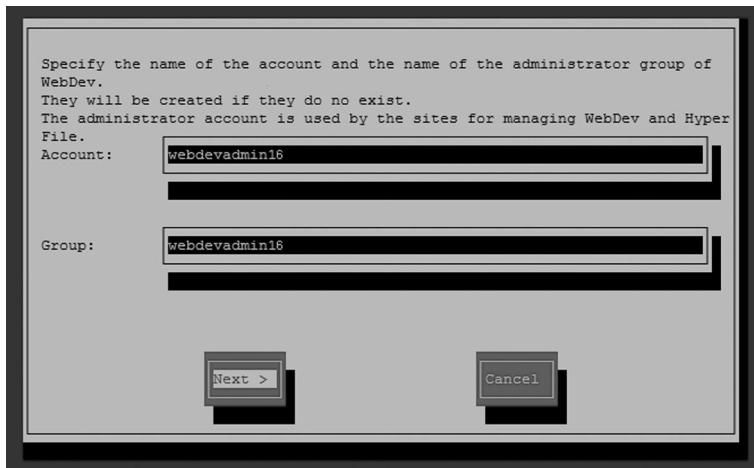 Specify the name of the account and the name of the administrator group of
WebDev.
They will be created if they do no exist.
The administrator account is used by the sites for managing WebDev and Hyper
File.
Account: webdevadmin16
Group: webdevadmin16
Next > Cancel